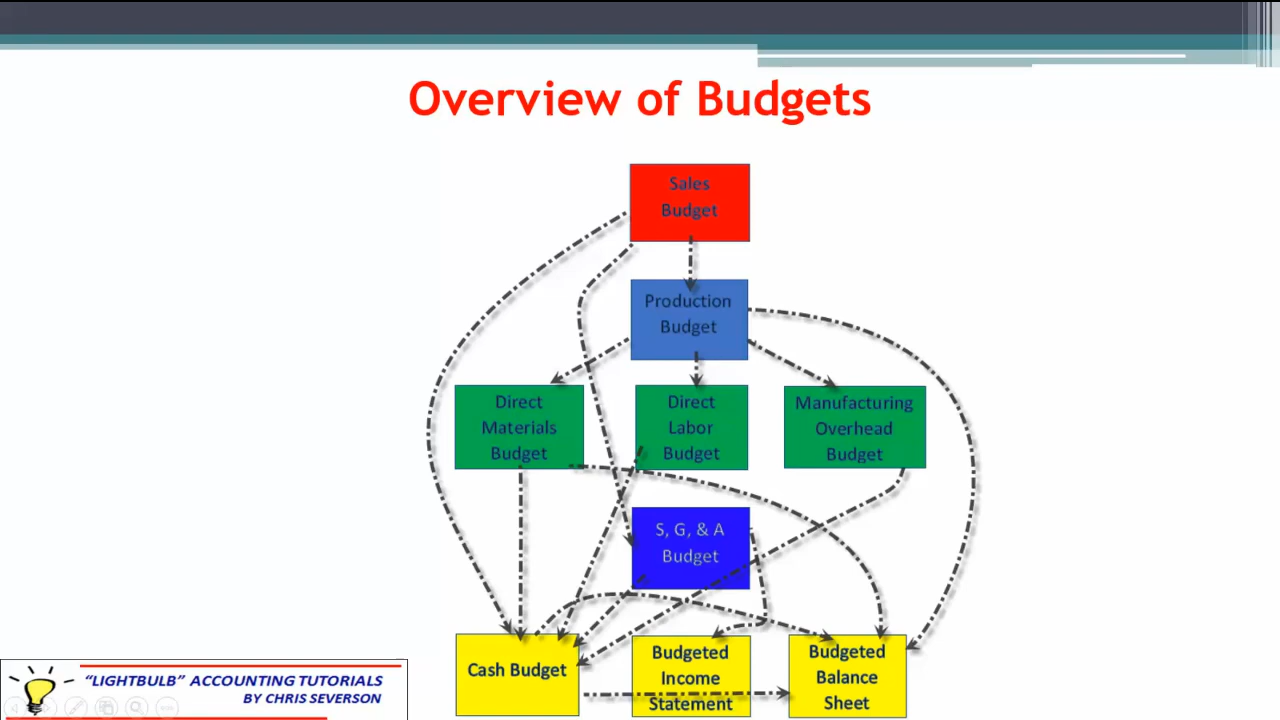 Overview of Budgets
Sales
Budget
Production
Budget
Direct
Materials
Budget
Direct
Labor
Budget
Manufacturing
Overhead
Budget
S, G, & A
Budget
Cash Budget
Budgeted
Income
Statement
Budgeted
Balance
Sheet
“LIGHTBULB” ACCOUNTING TUTORIALS
BY CHRIS SEVERSON